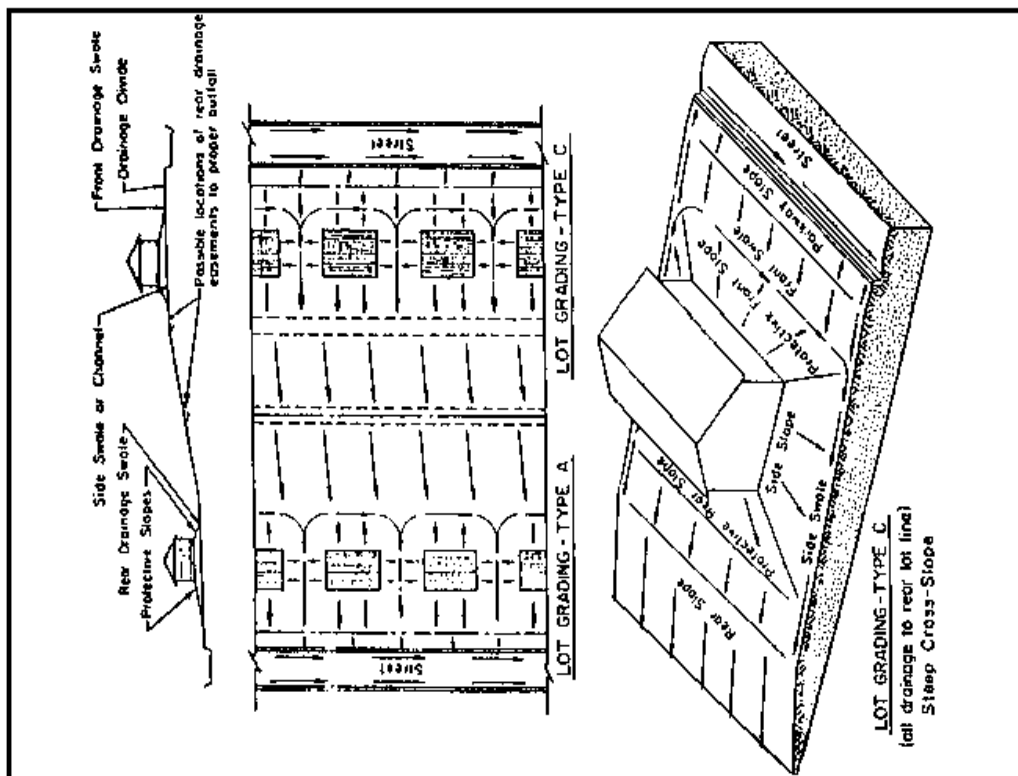 Front Drainage Swale
Drainage Divide
Possible locations of rear drainage
easements to proper outfall
Side Swale or Channel
Rear Drainage Swale
Protective Slopes
Street
Street
LOT GRADING-TYPE C
LOT GRADING-TYPE A
Street
Parkway Slope
Front Swale
Protective Front Slope
Side Slope
Side Swale
Protective Rear Slope
Rear Slope
LOT GRADING-TYPE C
(all drainage to rear lot line)
Steep Cross-Slope